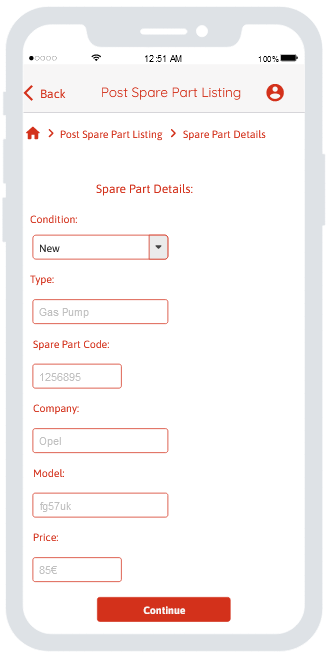 12:51 AM 100%
Back Post Spare Part Listing
Post Spare Part Listing Spare Part Details
Spare Part Details:
Condition:
New
Type:
Gas Pump
Spare Part Code:
1256895
Company:
Opel
Model:
fg57uk
Price:
85€
Continue